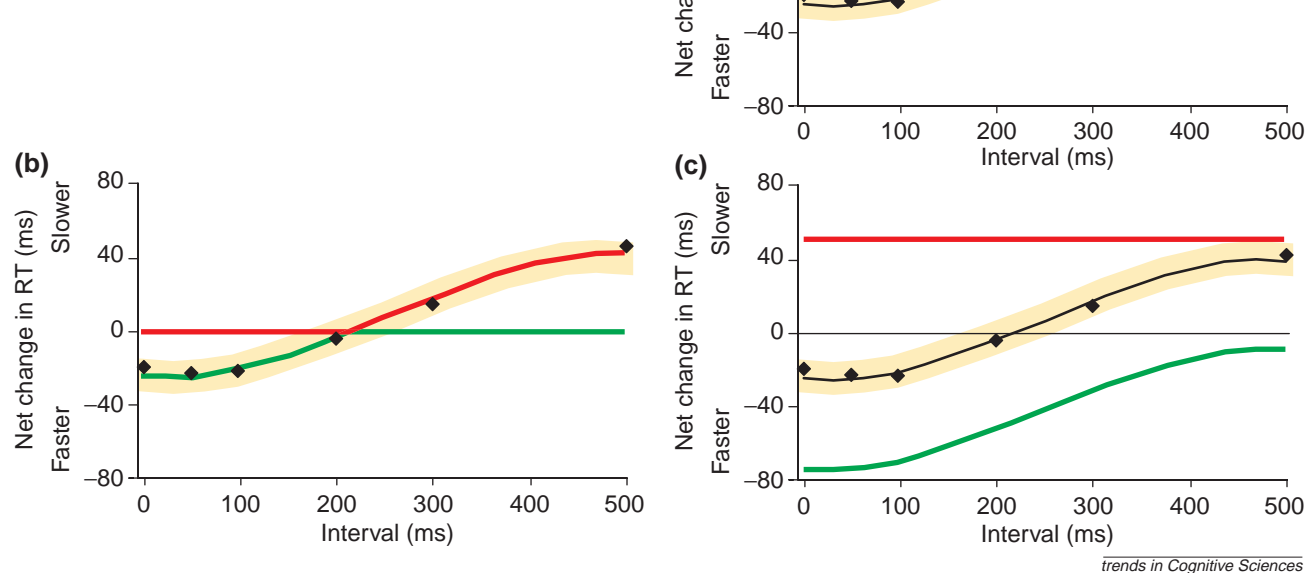 Net cha
Faster
–40
–80
0 100 200 300 400 500
Interval (ms)
(b)
Net change in RT (ms)
Slower
Faster
80
40
0
–40
–80
0 100 200 300 400 500
Interval (ms)
(c)
Net change in RT (ms)
Slower
Faster
80
40
0
–40
–80
0 100 200 300 400 500
Interval (ms)
trends in Cognitive Sciences